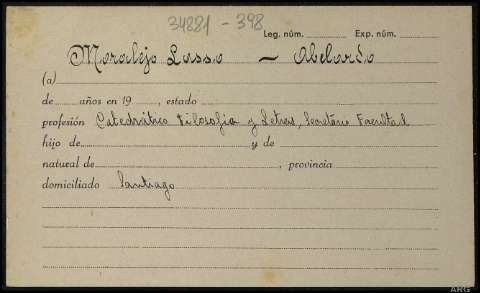 34881 - 398
Leg. núm. Exp. núm.
Moralejo Lasso — Abelardo
(a)
de años en 19 , estado
profesión Catedrático Filosofia y Letras, Secretario Facultad
hijo de y de
natural de , provincia
domiciliado Santiago
ARG